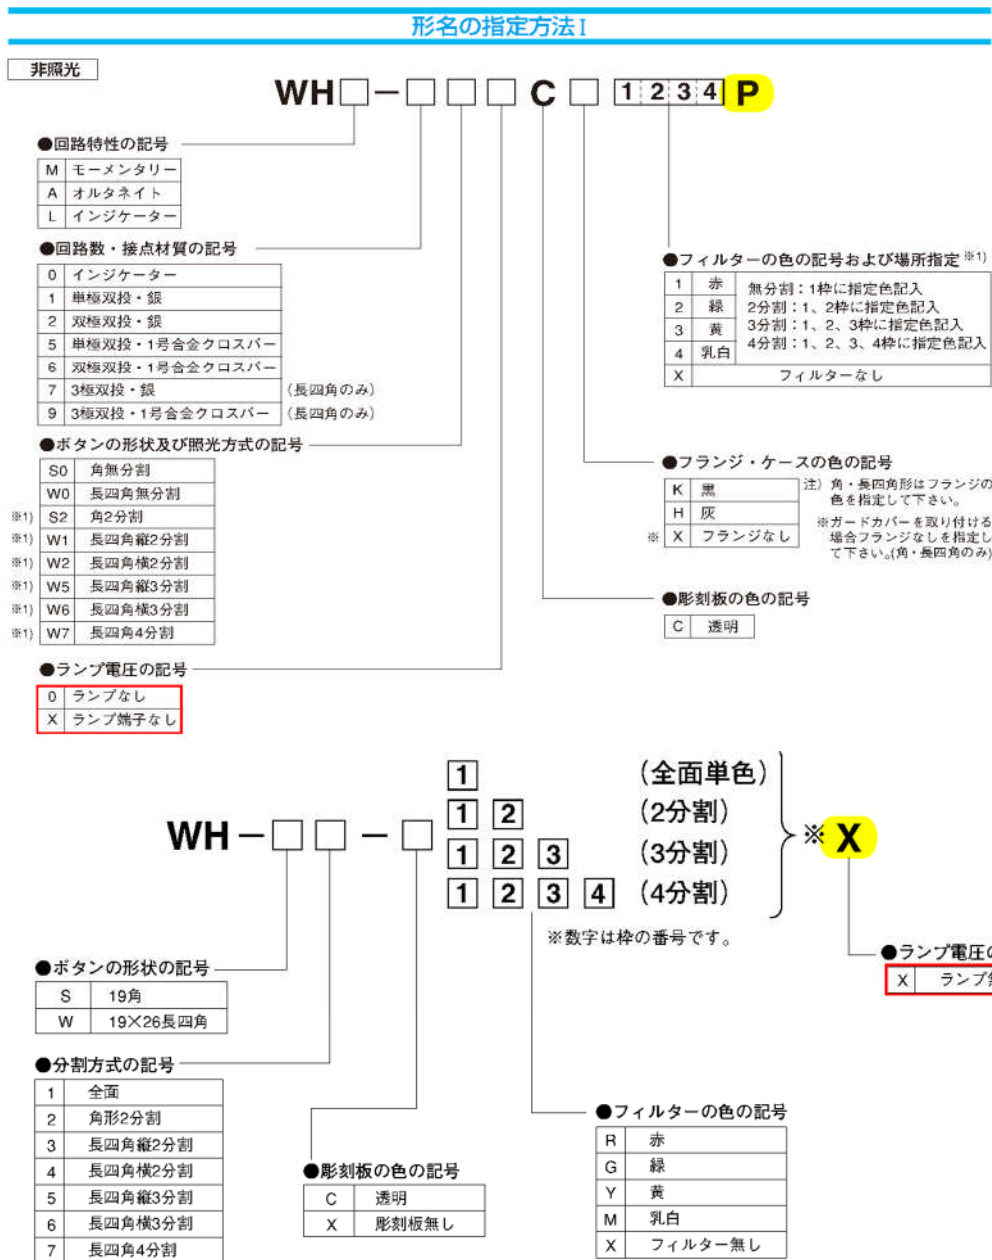 形名の指定方法I
非照光
WH□-□□□C□1234P
●回路特性の記号
M モーメンタリー
A オルタネイト
L インジケーター
●回路数・接点材質の記号
0 インジケーター
1 単極双投・銀
2 双極双投・銀
5 単極双投・1号合金クロスバー
6 双極双投・1号合金クロスバー
7 3極双投・銀 (長四角のみ)
9 3極双投・1号合金クロスバー (長四角のみ)
●ボタンの形状及び照光方式の記号
S0 角無分割
W0 長四角無分割
※1) S2 角2分割
※1) W1 長四角縦2分割
※1) W2 長四角横2分割
※1) W5 長四角縦3分割
※1) W6 長四角横3分割
※1) W7 長四角4分割
●ランプ電圧の記号
0 ランプなし
X ランプ端子なし
●フィルターの色の記号および場所指定 ※1)
1 赤
2 緑
3 黄
4 乳白
無分割:1枠に指定色記入
2分割:1、2枠に指定色記入
3分割:1、2、3枠に指定色記入
4分割:1、2、3、4枠に指定色記入
X フィルターなし
●フランジ・ケースの色の記号
K 黒
H 灰
※ X フランジなし
注) 角・長四角形はフランジの
色を指定して下さい。
※ガードカバーを取り付ける
場合フランジなしを指定し
て下さい。(角・長四角のみ)
●彫刻板の色の記号
C 透明
WH-□□-□
1 (全面単色)
1 2 (2分割)
1 2 3 (3分割)
1 2 3 4 (4分割)
※X
※数字は枠の番号です。
●ボタンの形状の記号
S 19角
W 19×26長四角
●分割方式の記号
1 全面
2 角形2分割
3 長四角縦2分割
4 長四角横2分割
5 長四角縦3分割
6 長四角横3分割
7 長四角4分割
●彫刻板の色の記号
C 透明
X 彫刻板無し
●フィルターの色の記号
R 赤
G 緑
Y 黄
M 乳白
X フィルター無し
●ランプ電圧の
X ランプ